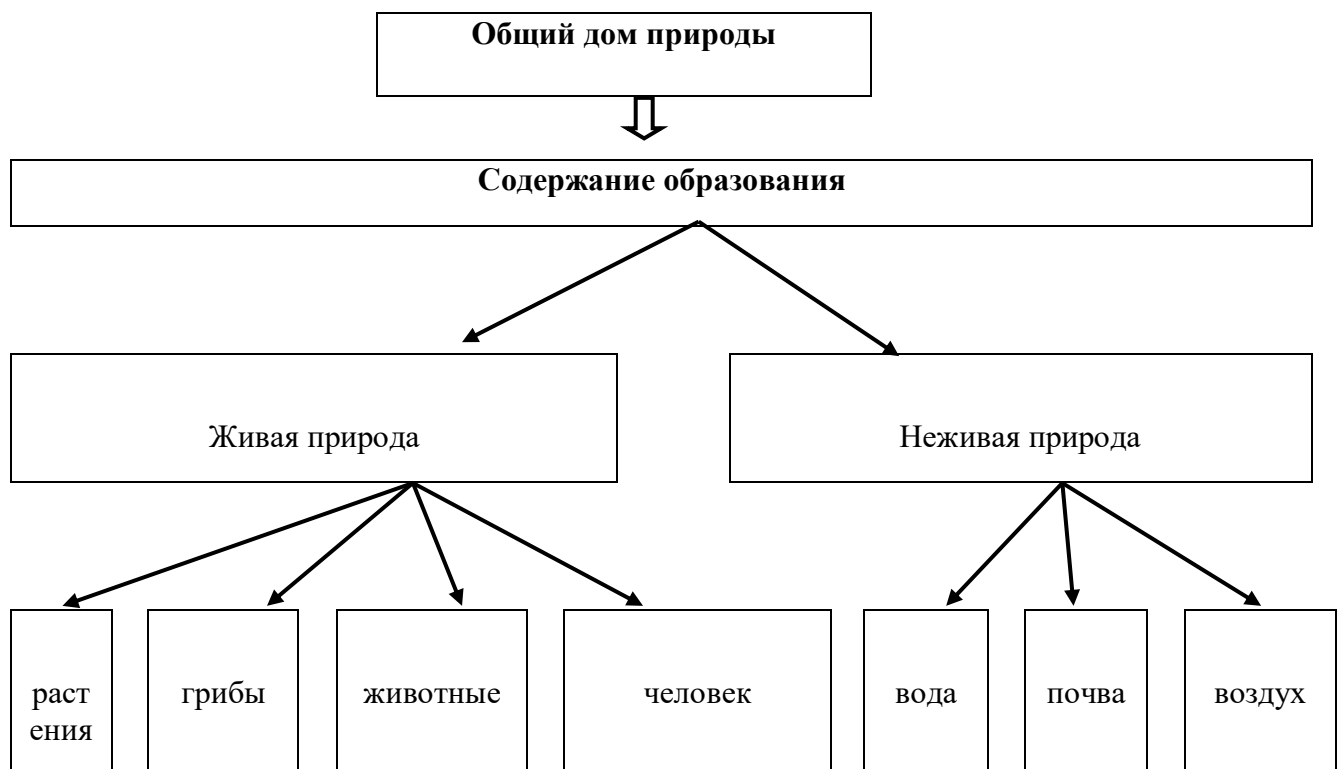 Общий дом природы
Содержание образования
Живая природа
Неживая природа
раст
ения
грибы
животные
человек
вода
почва
воздух